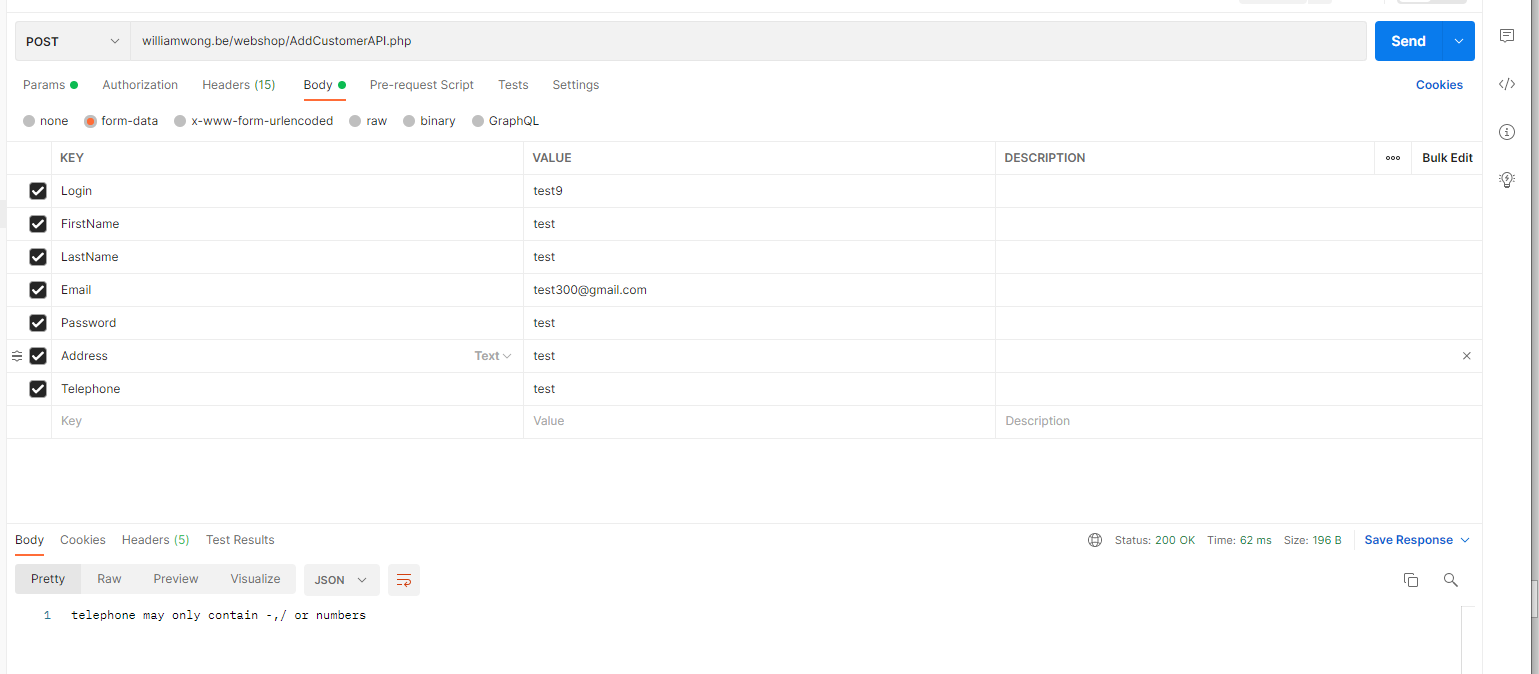 POST williamwong.be/webshop/AddCustomerAPI.php Send
Params Authorization Headers (15) Body Pre-request Script Tests Settings Cookies
none form-data x-www-form-urlencoded raw binary GraphQL
KEY VALUE DESCRIPTION Bulk Edit
Login test9
FirstName test
LastName test
Email test300@gmail.com
Password test
Address Text test
Telephone test
Key Value Description
Body Cookies Headers (5) Test Results Status: 200 OK Time: 62 ms Size: 196 B Save Response
Pretty Raw Preview Visualize JSON
1 telephone may only contain -,/ or numbers